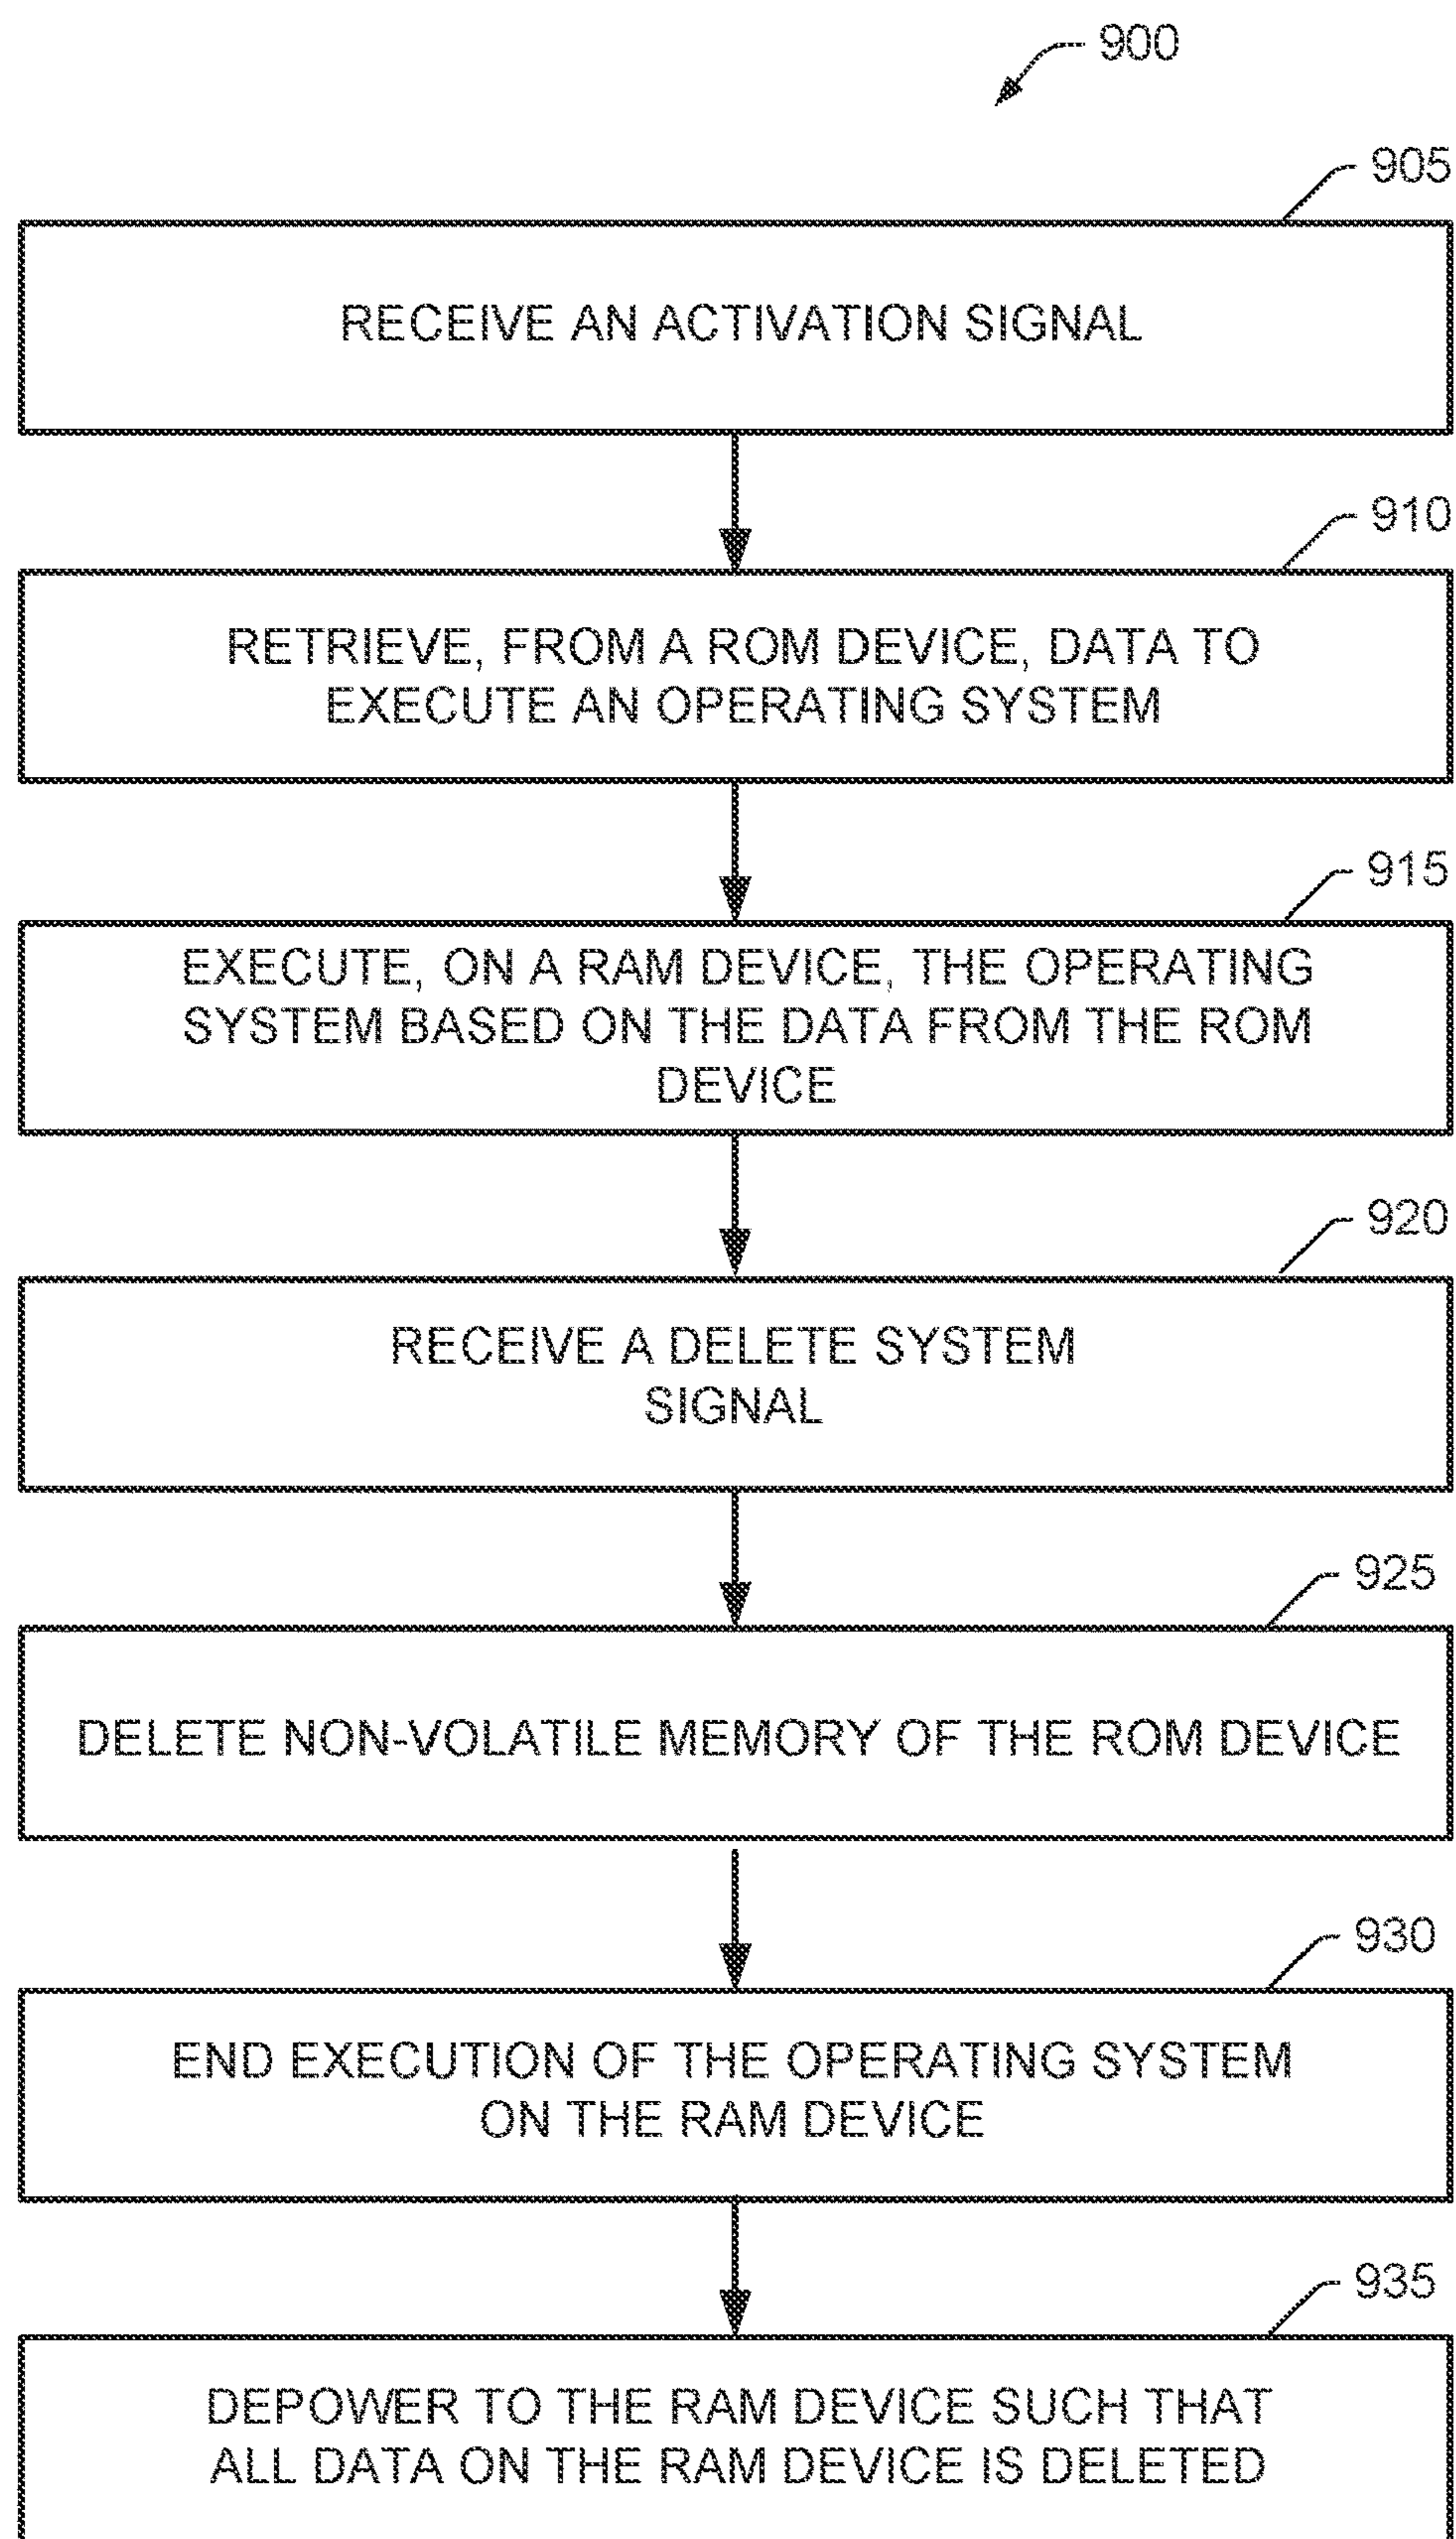 900
905
RECEIVE AN ACTIVATION SIGNAL
910
RETRIEVE, FROM A ROM DEVICE, DATA TO
EXECUTE AN OPERATING SYSTEM
915
EXECUTE, ON A RAM DEVICE, THE OPERATING
SYSTEM BASED ON THE DATA FROM THE ROM
DEVICE
920
RECEIVE A DELETE SYSTEM
SIGNAL
925
DELETE NON-VOLATILE MEMORY OF THE ROM DEVICE
930
END EXECUTION OF THE OPERATING SYSTEM
ON THE RAM DEVICE
935
DEPOWER TO THE RAM DEVICE SUCH THAT
ALL DATA ON THE RAM DEVICE IS DELETED